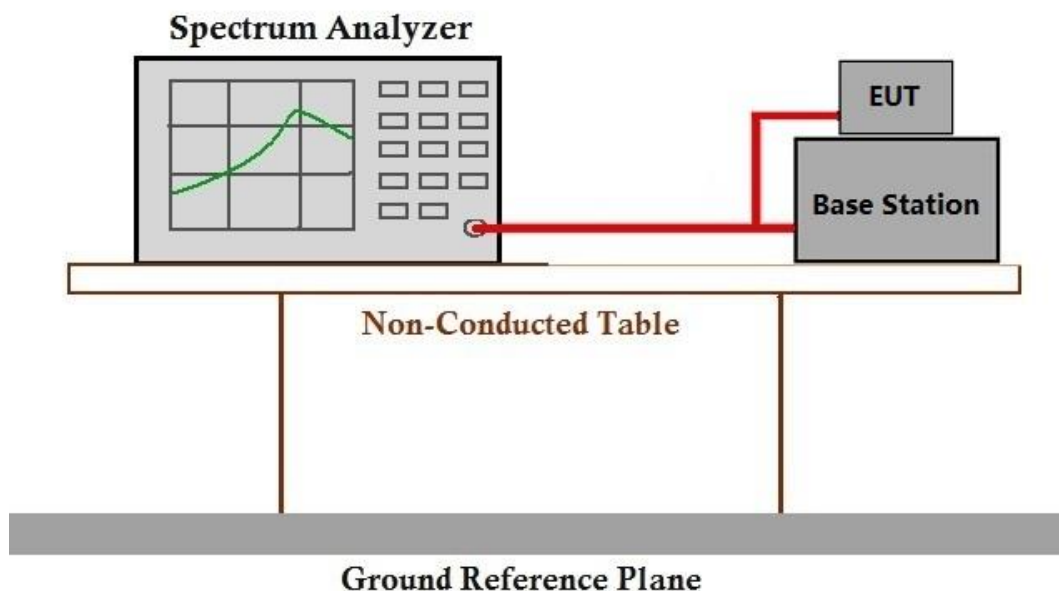 Spectrum Analyzer
EUT
Base Station
Non-Conducted Table
Ground Reference Plane